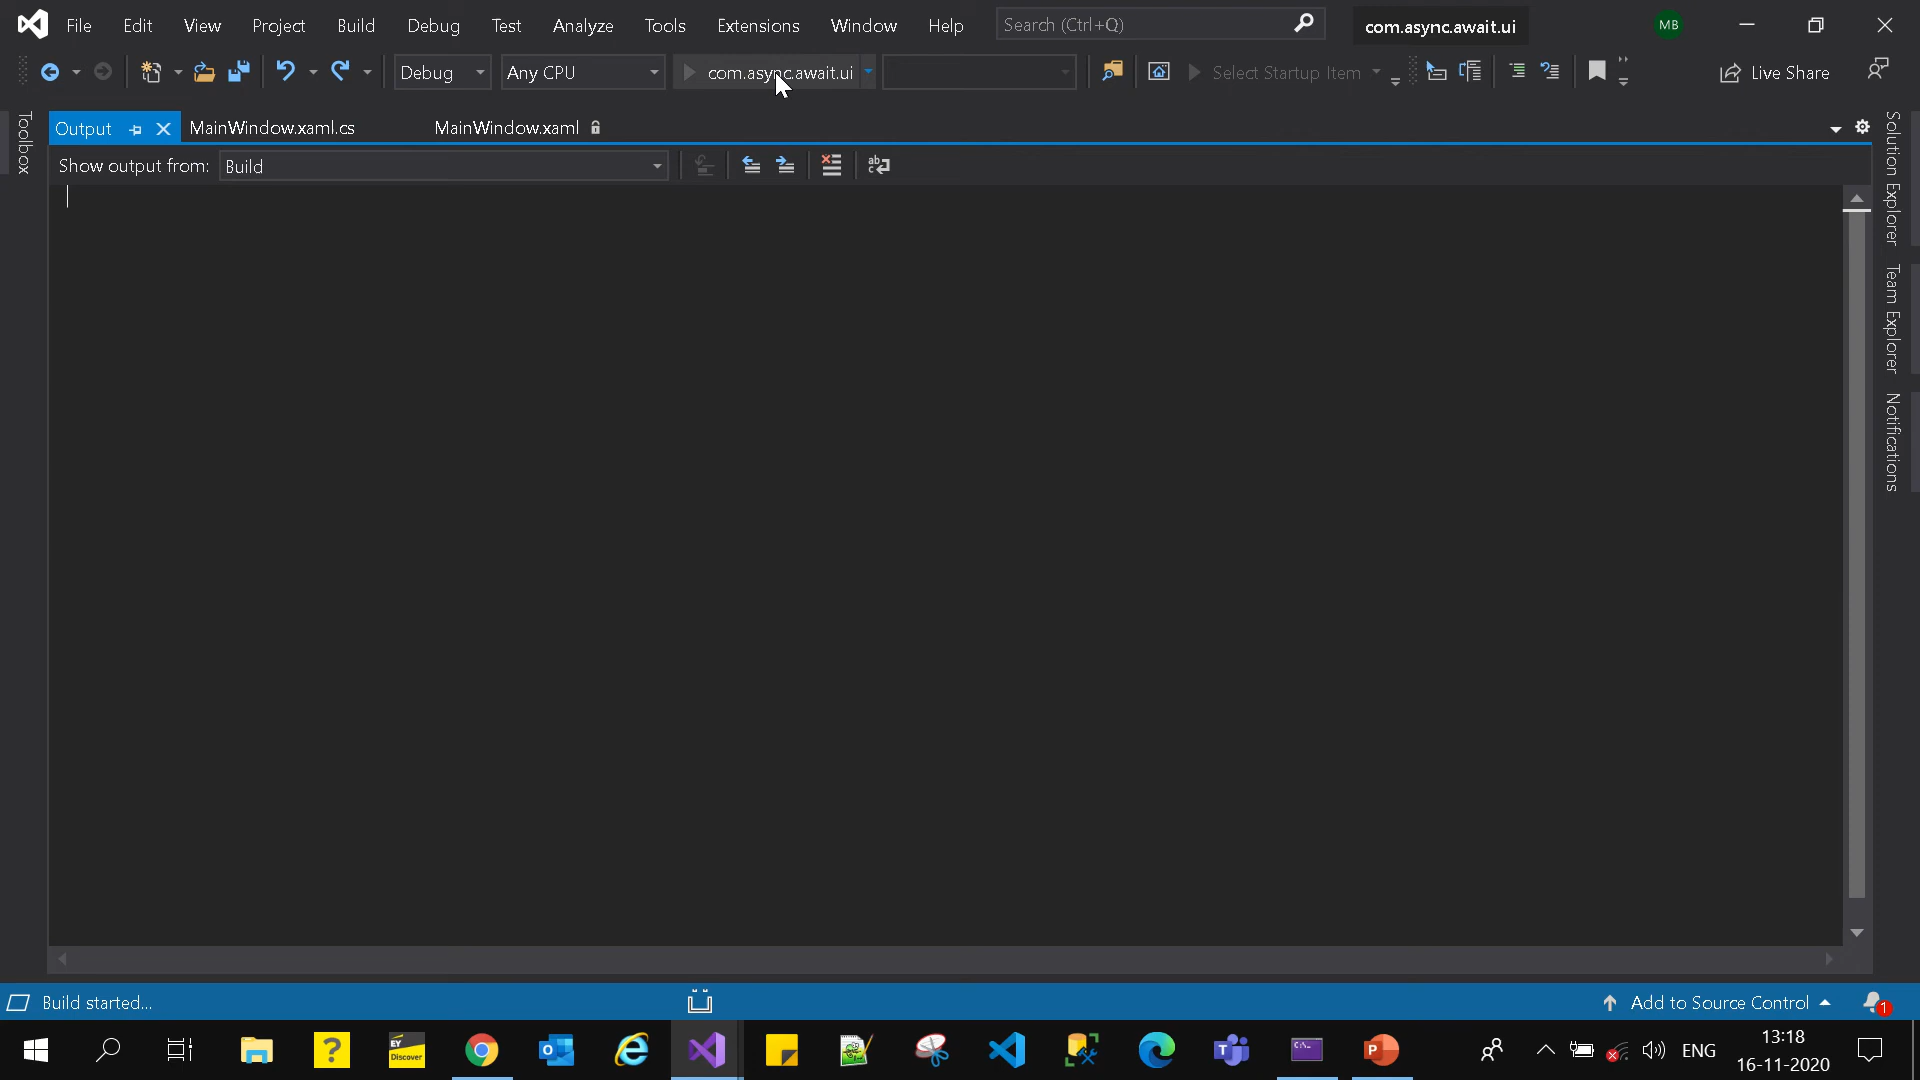 File Edit View Project Build Debug Test Analyze Tools Extensions Window Help Search (Ctrl+Q) com.async.await.ui MB
Debug Any CPU com.async.await.ui Select Startup Item Live Share
Output MainWindow.xaml.cs MainWindow.xaml
Show output from: Build
Toolbox
Solution Explorer
Team Explorer
Notifications
Build started...
Add to Source Control 1
EY Discover
ENG
13:18
16-11-2020